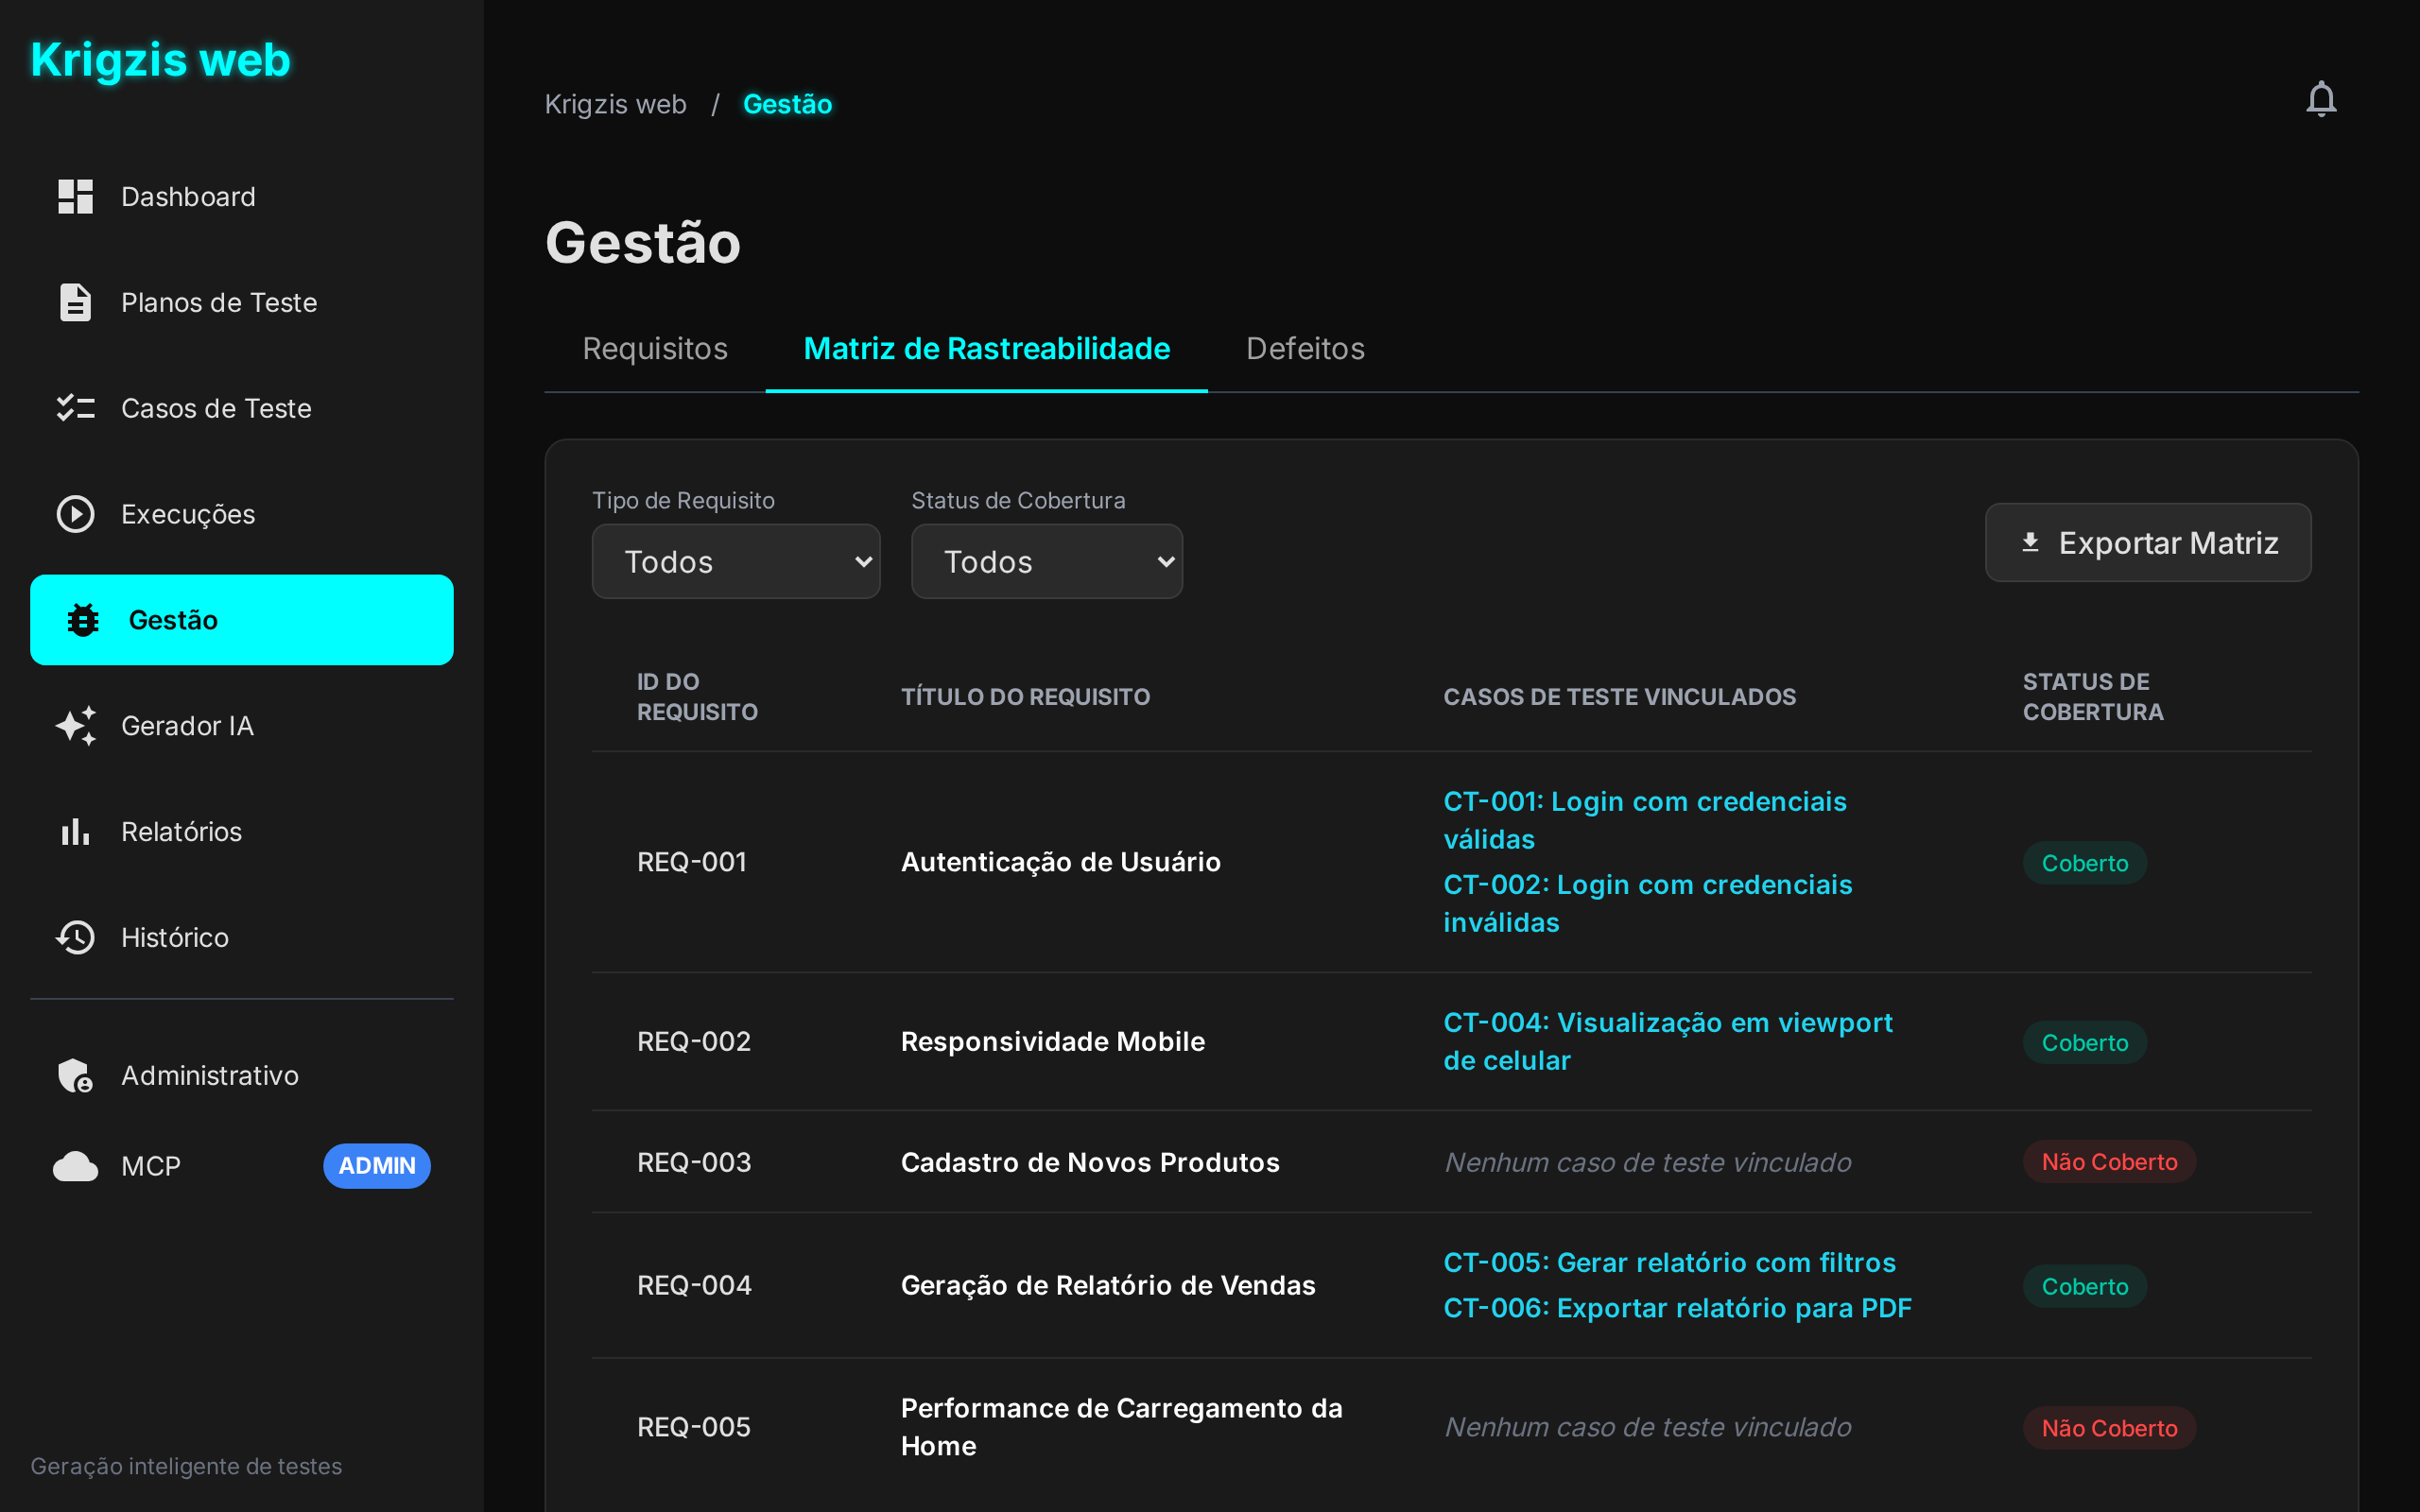 Krigzis web
Dashboard
Planos de Teste
Casos de Teste
Execuções
Gestão
Gerador IA
Relatórios
Histórico
Administrativo
MCP ADMIN
Geração inteligente de testes
Krigzis web / Gestão
Gestão
Requisitos Matriz de Rastreabilidade Defeitos
Tipo de Requisito Status de Cobertura
Todos Todos Exportar Matriz
ID DO
REQUISITO
TÍTULO DO REQUISITO
CASOS DE TESTE VINCULADOS
STATUS DE
COBERTURA
REQ-001
Autenticação de Usuário
CT-001: Login com credenciais
válidas
CT-002: Login com credenciais
inválidas
Coberto
REQ-002
Responsividade Mobile
CT-004: Visualização em viewport
de celular
Coberto
REQ-003
Cadastro de Novos Produtos
Nenhum caso de teste vinculado
Não Coberto
REQ-004
Geração de Relatório de Vendas
CT-005: Gerar relatório com filtros
CT-006: Exportar relatório para PDF
Coberto
REQ-005
Performance de Carregamento da
Home
Nenhum caso de teste vinculado
Não Coberto